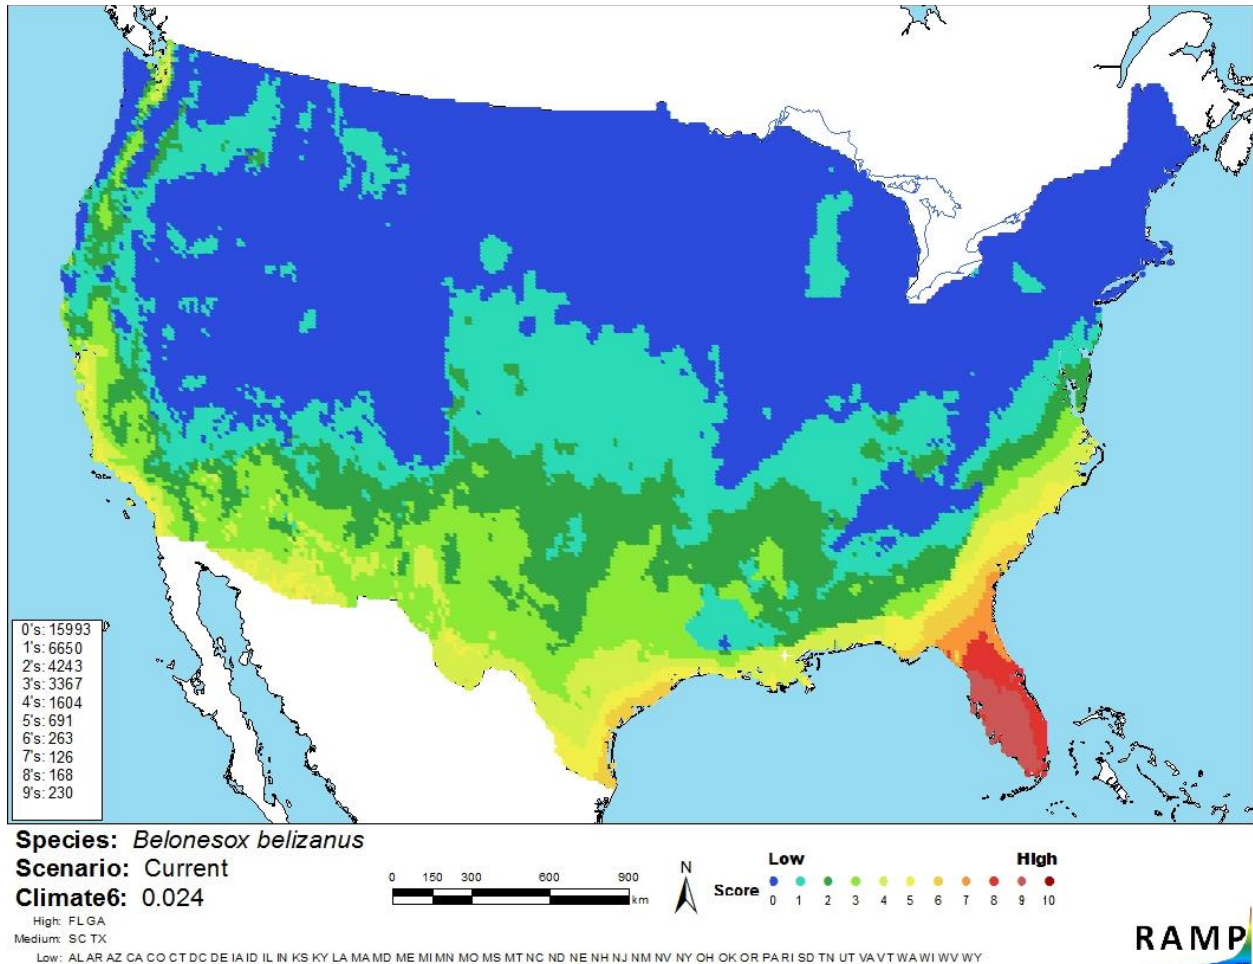 0's: 15993
1's: 6650
2's: 4243
3's: 3367
4's: 1604
5's: 691
6's: 263
7's: 126
8's: 168
9's: 230
Species: Belonesox belizanus
Scenario: Current
Climate6: 0.024
High: FL GA
Medium: SC TX
Low: AL AR AZ CA CO CT DC DE IA ID IL IN KS KY LA MA MD ME MI MN MO MS MT NC ND NE NH NJ NM NV NY OH OK OR PA RI SD TN UT VA VT WA WI WV WY
0 150 300 600 900
km
N
Low High
Score
0 1 2 3 4 5 6 7 8 9 10
RAMP